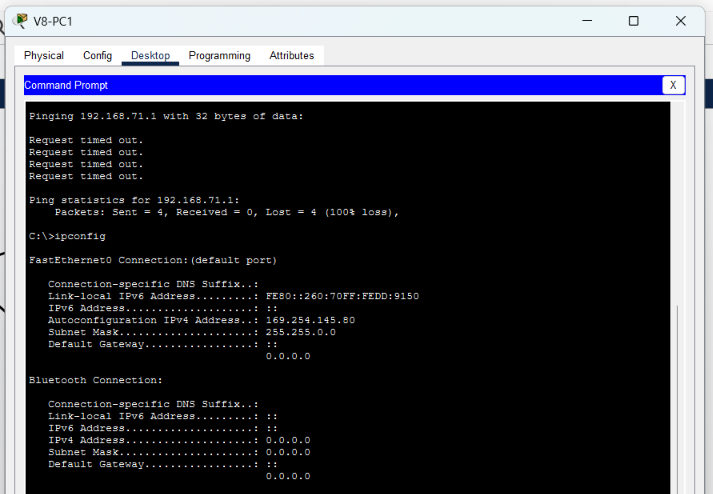 V8-PC1
Physical Config Desktop Programming Attributes
Command Prompt X
Pinging 192.168.71.1 with 32 bytes of data:
Request timed out.
Request timed out.
Request timed out.
Request timed out.
Ping statistics for 192.168.71.1:
Packets: Sent = 4, Received = 0, Lost = 4 (100% loss),
C:\>ipconfig
FastEthernet0 Connection:(default port)
Connection-specific DNS Suffix..:
Link-local IPv6 Address.........: FE80::260:70FF:FEDD:9150
IPv6 Address....................: ::
Autoconfiguration IPv4 Address..: 169.254.145.80
Subnet Mask.....................: 255.255.0.0
Default Gateway.................: ::
0.0.0.0
Bluetooth Connection:
Connection-specific DNS Suffix..:
Link-local IPv6 Address.........: ::
IPv6 Address....................: ::
IPv4 Address....................: 0.0.0.0
Subnet Mask.....................: 0.0.0.0
Default Gateway.................: ::
0.0.0.0